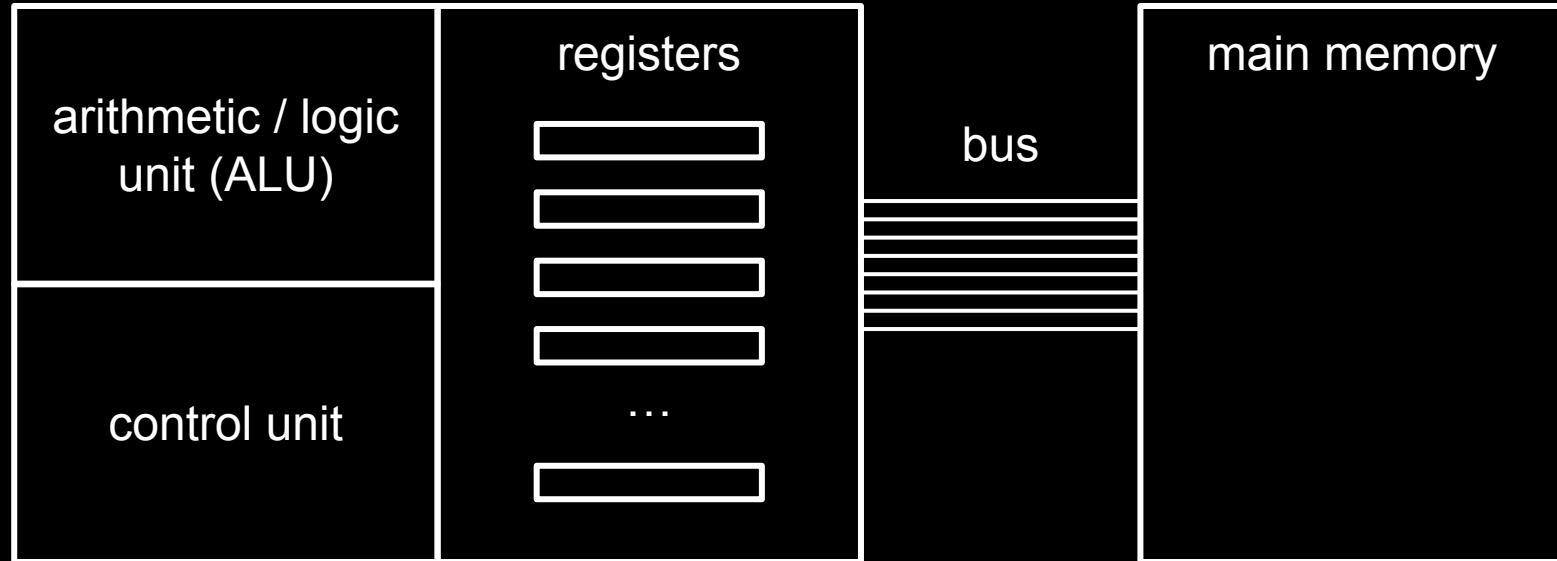 arithmetic / logic
unit (ALU)
control unit
registers
…
bus
main memory